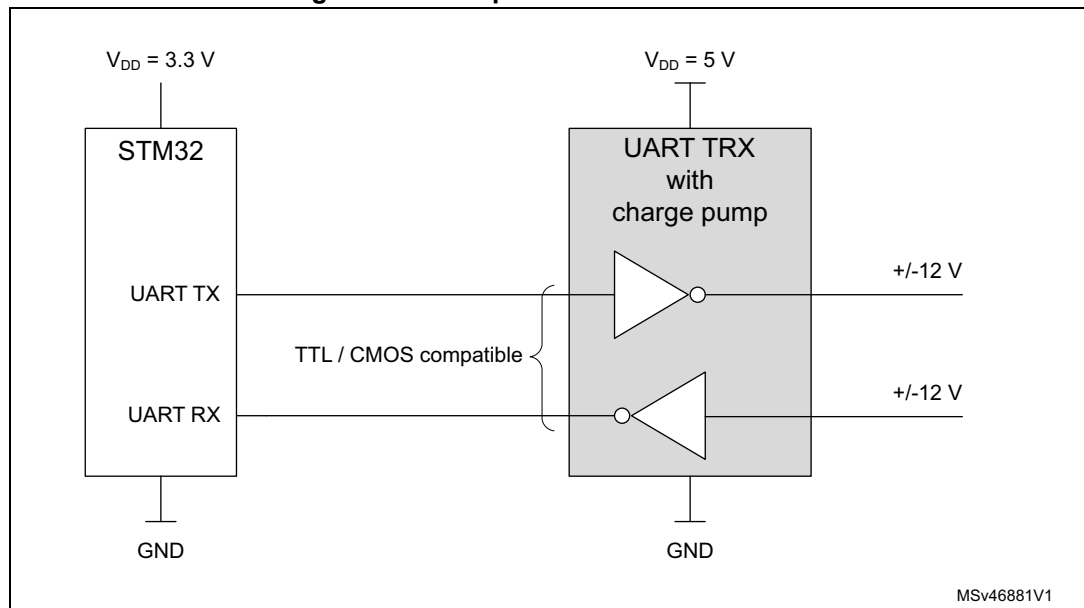 V_DD = 3.3 V
V_DD = 5 V
STM32
UART TRX
with
charge pump
UART TX
+/-12 V
TTL / CMOS compatible
UART RX
+/-12 V
GND
GND
MSv46881V1